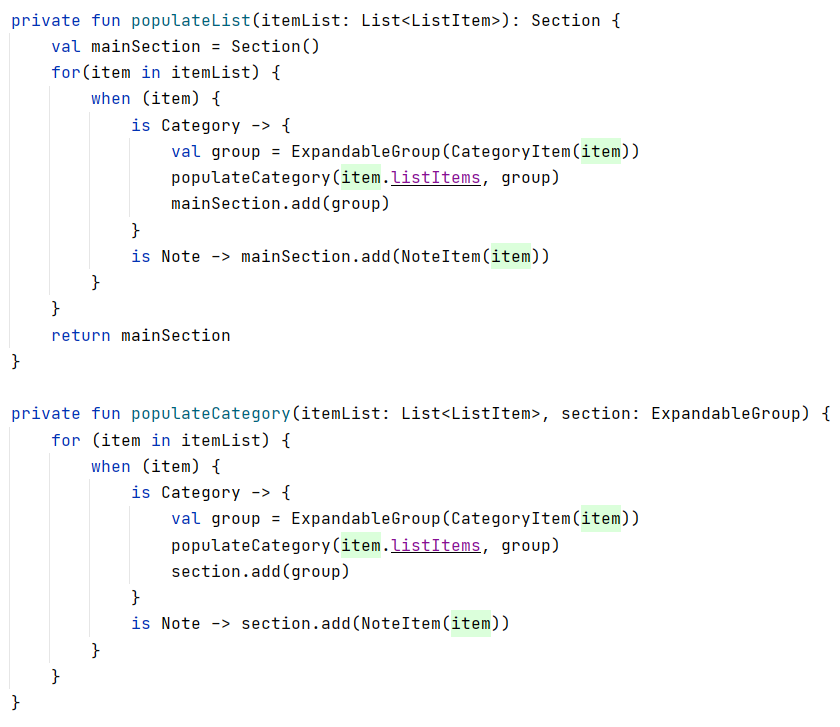 private fun populateList(itemList: List<ListItem>): Section {
    val mainSection = Section()
    for(item in itemList) {
        when (item) {
            is Category -> {
                val group = ExpandableGroup(CategoryItem(item))
                populateCategory(item.listItems, group)
                mainSection.add(group)
            }
            is Note -> mainSection.add(NoteItem(item))
        }
    }
    return mainSection
}

private fun populateCategory(itemList: List<ListItem>, section: ExpandableGroup) {
    for (item in itemList) {
        when (item) {
            is Category -> {
                val group = ExpandableGroup(CategoryItem(item))
                populateCategory(item.listItems, group)
                section.add(group)
            }
            is Note -> section.add(NoteItem(item))
        }
    }
}